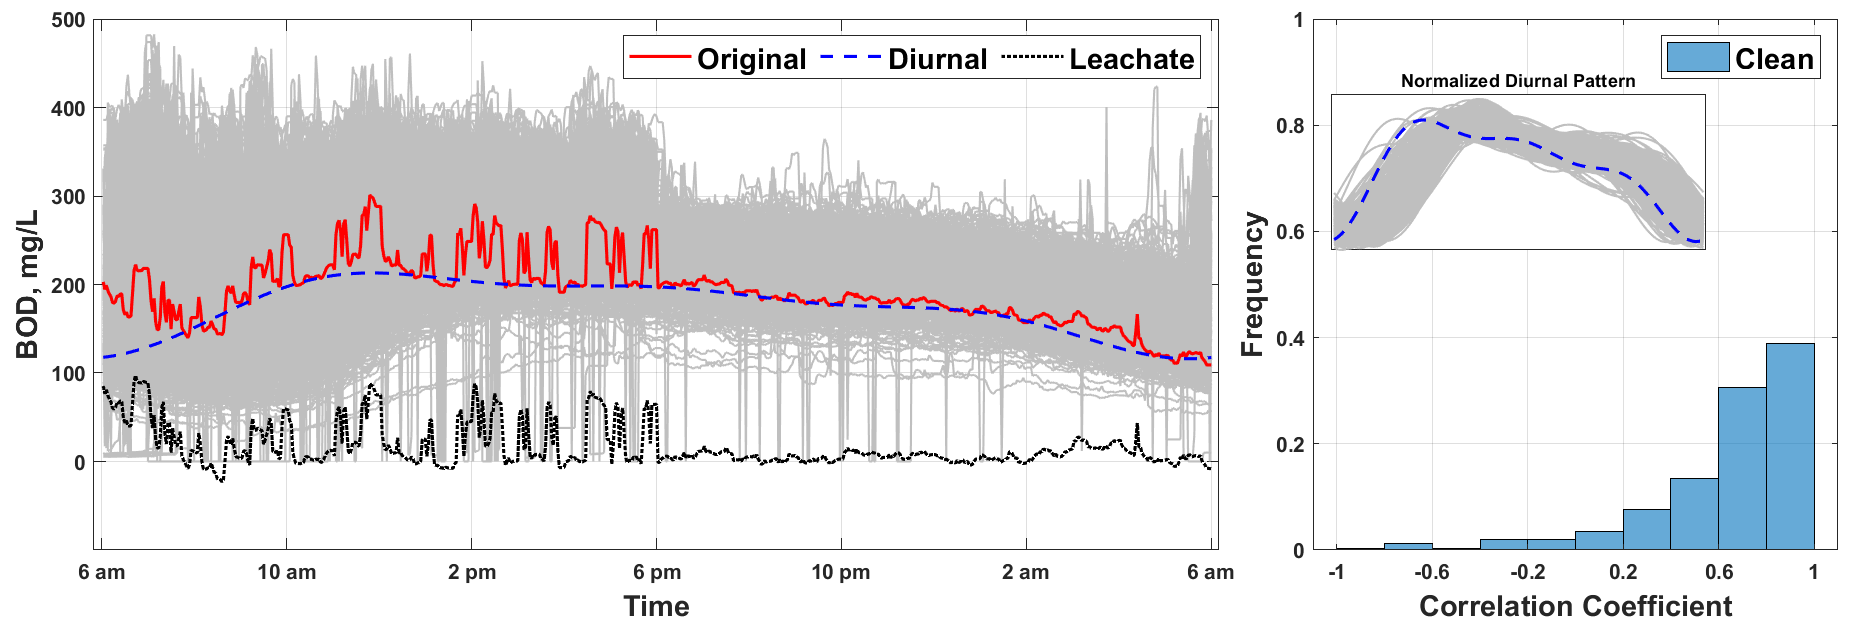 500
400
300
200
100
0
BOD, mg/L
Original Diurnal Leachate
6 am 10 am 2 pm 6 pm 10 pm 2 am 6 am
Time
1
0.8
0.6
0.4
0.2
0
Frequency
Clean
Normalized Diurnal Pattern
-1 -0.6 -0.2 0.2 0.6 1
Correlation Coefficient